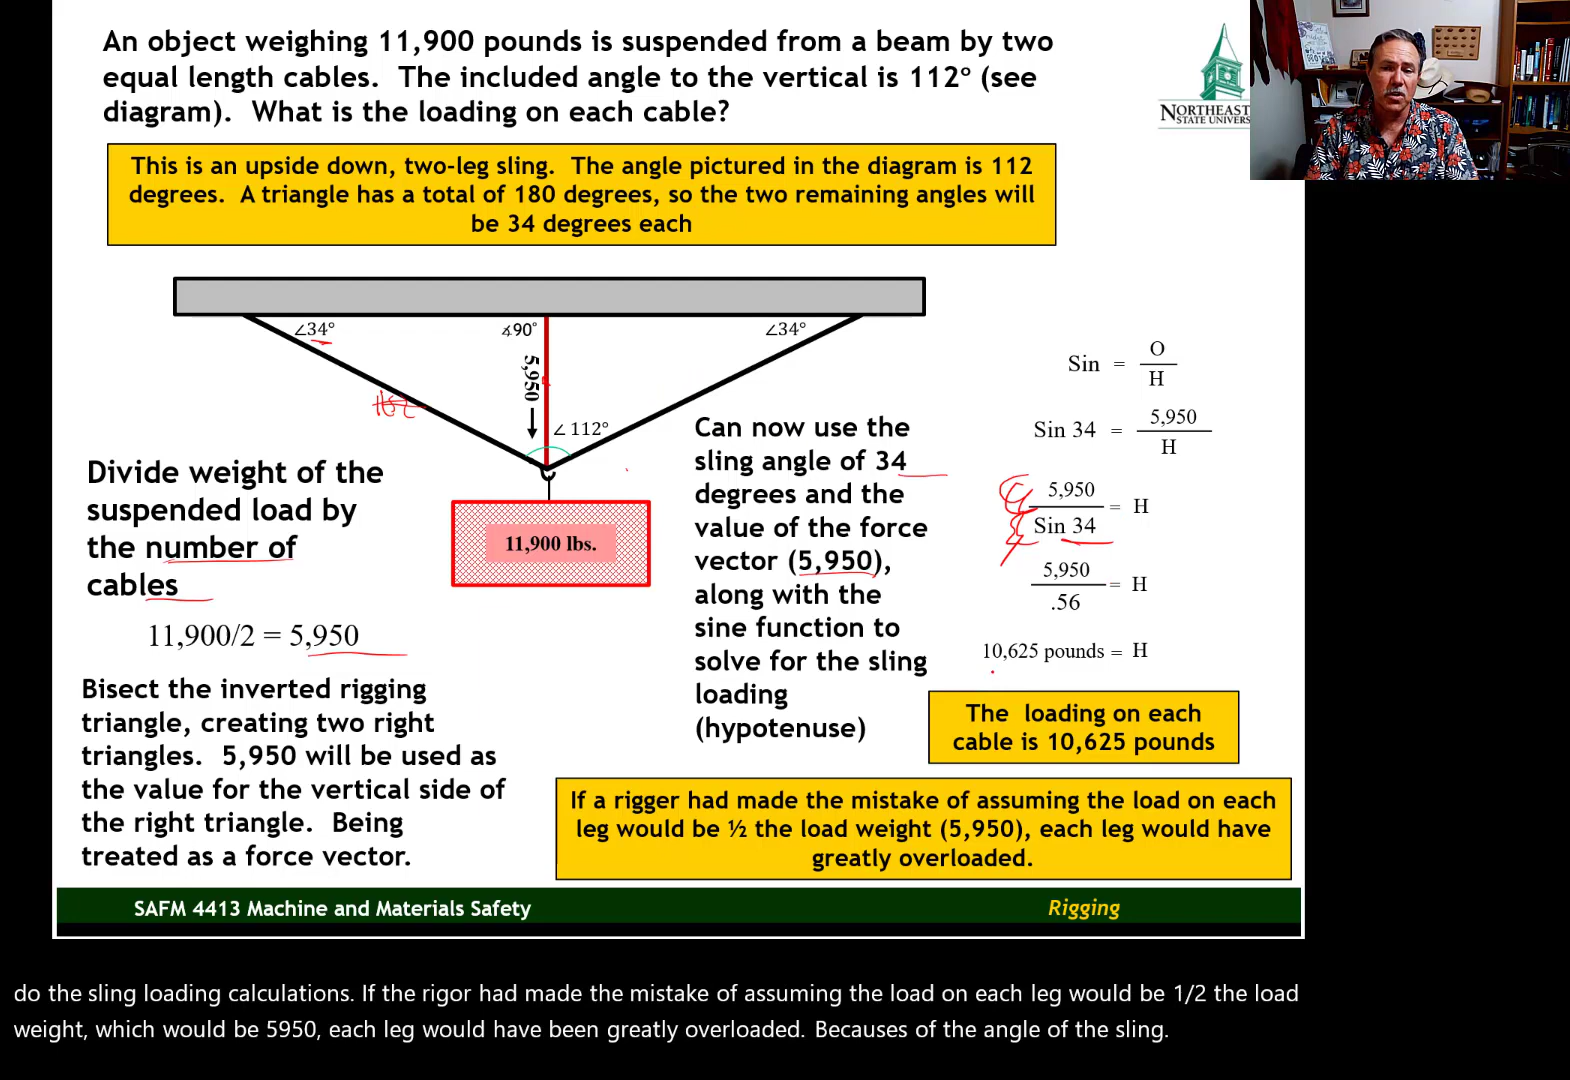 An object weighing 11,900 pounds is suspended from a beam by two
equal length cables.  The included angle to the vertical is 112° (see
diagram).  What is the loading on each cable?
NORTHEAST
STATE UNIVERS
This is an upside down, two-leg sling.  The angle pictured in the diagram is 112
degrees.  A triangle has a total of 180 degrees, so the two remaining angles will
be 34 degrees each
∠34°
∡90°
∠34°
5,950
∠ 112°
11,900 lbs.
Divide weight of the
suspended load by
the number of
cables
11,900/2 = 5,950
Bisect the inverted rigging
triangle, creating two right
triangles.  5,950 will be used as
the value for the vertical side of
the right triangle.  Being
treated as a force vector.
Can now use the
sling angle of 34
degrees and the
value of the force
vector (5,950),
along with the
sine function to
solve for the sling
loading
(hypotenuse)
Sin = O
H
Sin 34 = 5,950
H
5,950
Sin 34 = H
5,950
.56 = H
10,625 pounds = H
The  loading on each
cable is 10,625 pounds
If a rigger had made the mistake of assuming the load on each
leg would be ½ the load weight (5,950), each leg would have
greatly overloaded.
SAFM 4413 Machine and Materials Safety
Rigging
do the sling loading calculations. If the rigor had made the mistake of assuming the load on each leg would be 1/2 the load
weight, which would be 5950, each leg would have been greatly overloaded. Becauses of the angle of the sling.